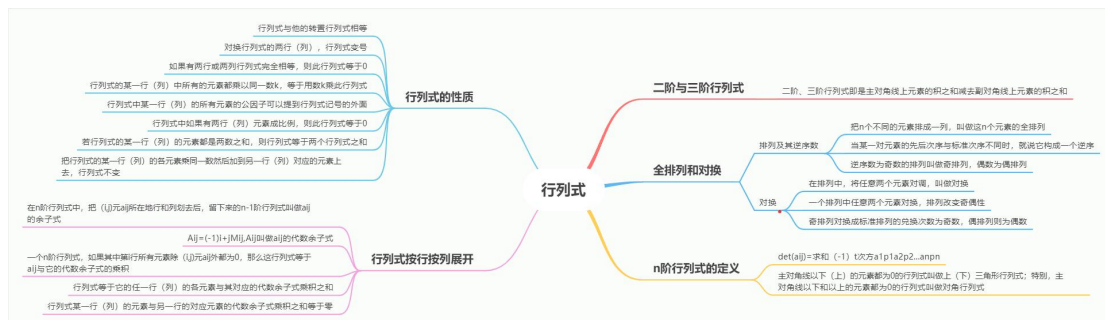 行列式
行列式的性质
行列式与他的转置行列式相等
对换行列式的两行（列），行列式变号
如果有两行或两列行列式完全相等，则此行列式等于0
行列式的某一行（列）中所有的元素都乘以同一数k，等于用数k乘此行列式
行列式中某一行（列）的所有元素的公因子可以提到行列式记号的外面
行列式中如果有两行（列）元素成比例，则此行列式等于0
若行列式的某一行（列）的元素都是两数之和，则行列式等于两个行列式之和
把行列式的某一行（列）的各元素乘同一数然后加到另一行（列）对应的元素上
去，行列式不变
行列式按行按列展开
在n阶行列式中，把（i,j)元aij所在地行和列划去后，留下来的n-1阶行列式叫做aij
的余子式
Aij=(-1)i+jMij,Aij叫做aij的代数余子式
一个n阶行列式，如果其中第i行所有元素除（i,j)元aij外都为0，那么这行列式等于
aij与它的代数余子式的乘积
行列式等于它的任一行（列）的各元素与其对应的代数余子式乘积之和
行列式某一行（列）的元素与另一行的对应元素的代数余子式乘积之和等于零
二阶与三阶行列式
二阶、三阶行列式即是主对角线上元素的积之和减去副对角线上元素的积之和
全排列和对换
排列及其逆序数
把n个不同的元素排成一列，叫做这n个元素的全排列
当某一对元素的先后次序与标准次序不同时，就说它构成一个逆序
逆序数为奇数的排列叫做奇排列，偶数为偶排列
对换
在排列中，将任意两个元素对调，叫做对换
一个排列中任意两个元素对换，排列改变奇偶性
奇排列对换成标准排列的兑换次数为奇数，偶排列则为偶数
n阶行列式的定义
det(aij)=求和（-1）t次方a1p1a2p2...anpn
主对角线以下（上）的元素都为0的行列式叫做上（下）三角形行列式；特别，主
对角线以下和以上的元素都为0的行列式叫做对角行列式